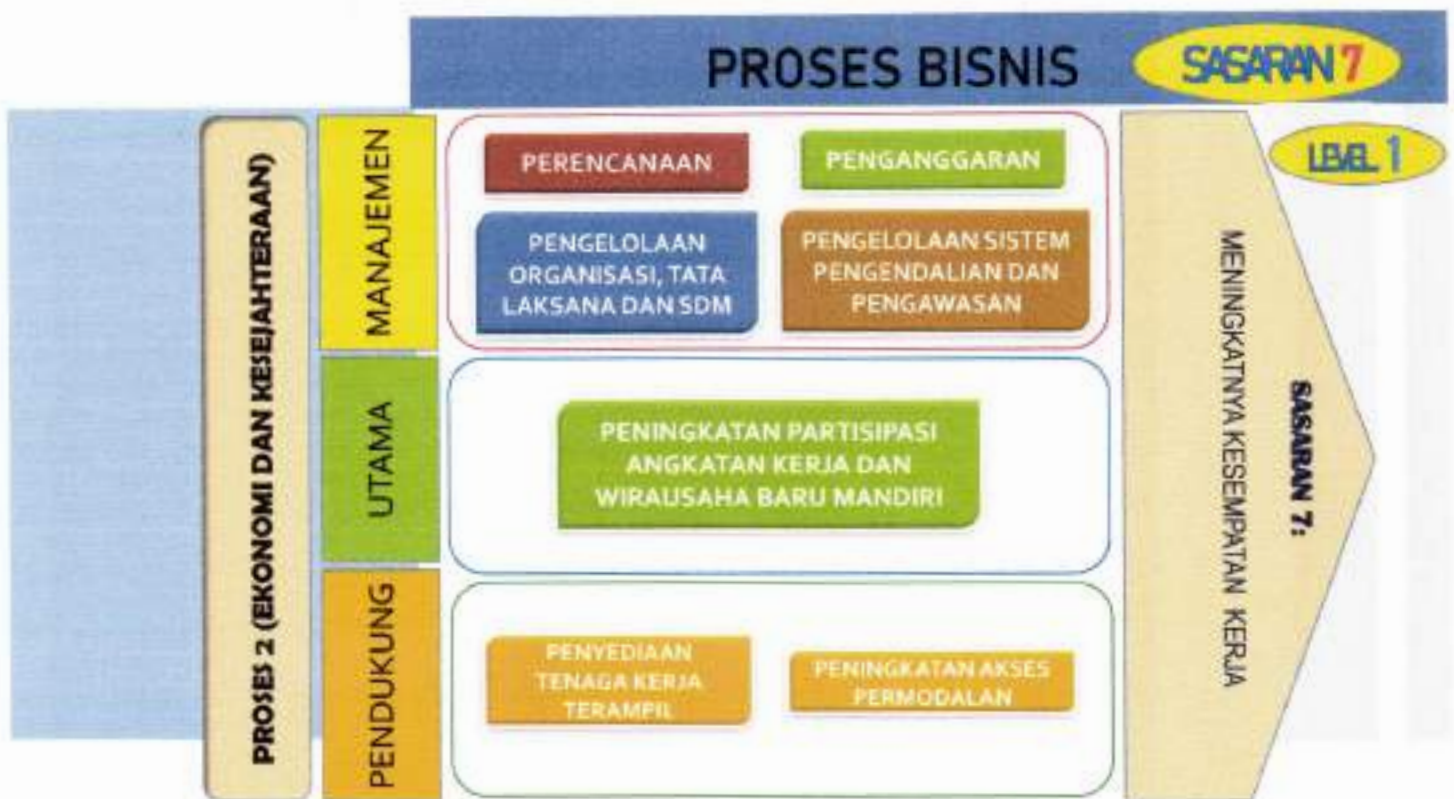 PROSES BISNIS
SASARAN 7
LEVEL 1
PROSES 2 (EKONOMI DAN KESEJAHTERAAN)
MANAJEMEN
PERENCANAAN
PENGANGGARAN
PENGELOLAAN
ORGANISASI, TATA
LAKSANA DAN SDM
PENGELOLAAN SISTEM
PENGENDALIAN DAN
PENGAWASAN
UTAMA
PENINGKATAN PARTISIPASI
ANGKATAN KERJA DAN
WIRAUSAHA BARU MANDIRI
PENDUKUNG
PENYEDIAAN
TENAGA KERJA
TERAMPIL
PENINGKATAN AKSES
PERMODALAN
SASARAN 7:
MENINGKATNYA KESEMPATAN KERJA